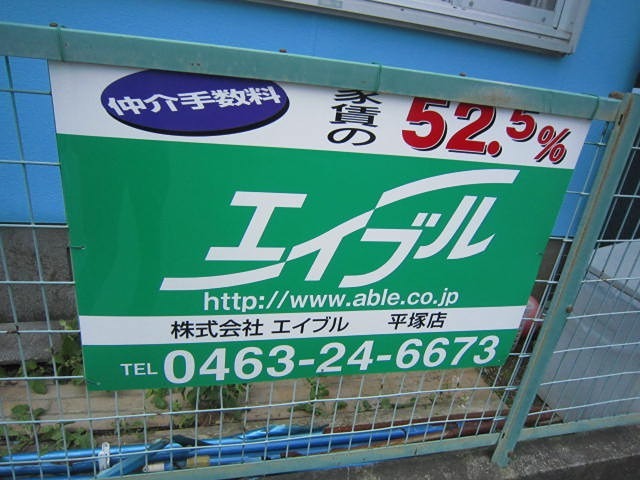 仲介手数料 家賃の 52.5%
エイブル
http://www.able.co.jp
株式会社 エイブル 平塚店
TEL 0463-24-6673